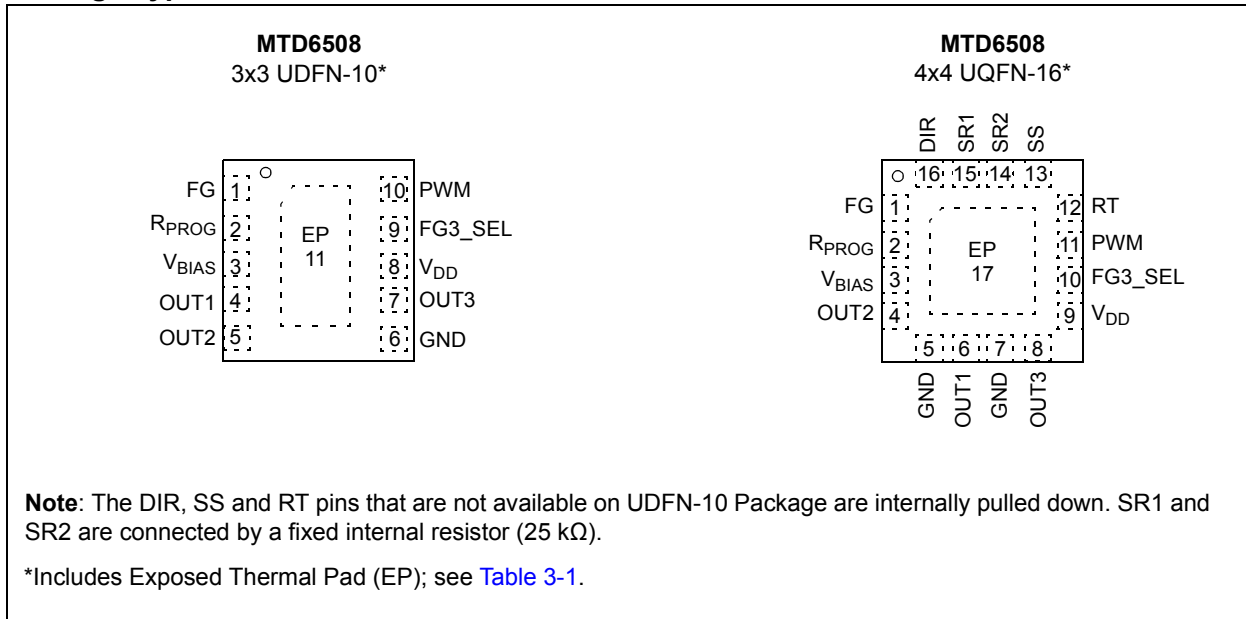 MTD6508
3x3 UDFN-10*
FG 1 10 PWM
RPROG 2 EP 9 FG3_SEL
VBIAS 3 11 8 VDD
OUT1 4 7 OUT3
OUT2 5 6 GND
MTD6508
4x4 UQFN-16*
DIR SR1 SR2 SS
16 15 14 13
FG 1 12 RT
RPROG 2 EP 11 PWM
VBIAS 3 17 10 FG3_SEL
OUT2 4 9 VDD
5 6 7 8
GND OUT1 GND OUT3
Note: The DIR, SS and RT pins that are not available on UDFN-10 Package are internally pulled down. SR1 and
SR2 are connected by a fixed internal resistor (25 kΩ).
*Includes Exposed Thermal Pad (EP); see Table 3-1.